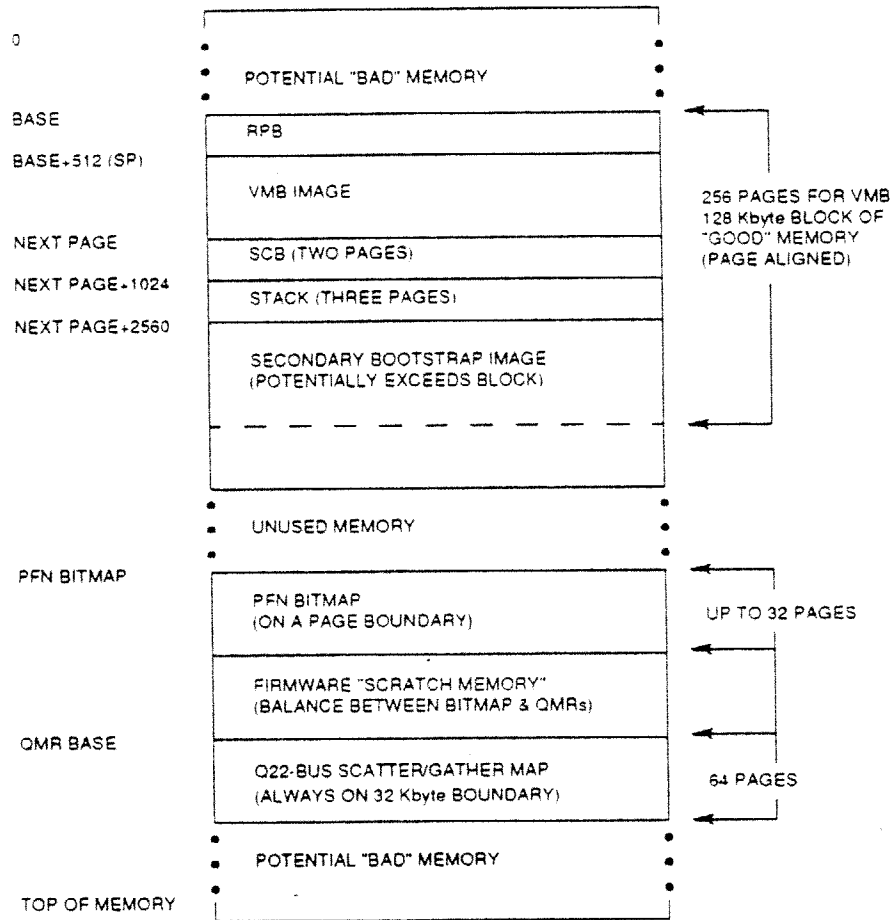 0
POTENTIAL "BAD" MEMORY
BASE
RPB
BASE+512 (SP)
VMB IMAGE
256 PAGES FOR VMB
128 Kbyte BLOCK OF
"GOOD" MEMORY
(PAGE ALIGNED)
NEXT PAGE
SCB (TWO PAGES)
NEXT PAGE+1024
STACK (THREE PAGES)
NEXT PAGE+2560
SECONDARY BOOTSTRAP IMAGE
(POTENTIALLY EXCEEDS BLOCK)
UNUSED MEMORY
PFN BITMAP
PFN BITMAP
(ON A PAGE BOUNDARY)
UP TO 32 PAGES
FIRMWARE "SCRATCH MEMORY"
(BALANCE BETWEEN BITMAP & QMRs)
QMR BASE
Q22-BUS SCATTER/GATHER MAP
(ALWAYS ON 32 Kbyte BOUNDARY)
64 PAGES
POTENTIAL "BAD" MEMORY
TOP OF MEMORY